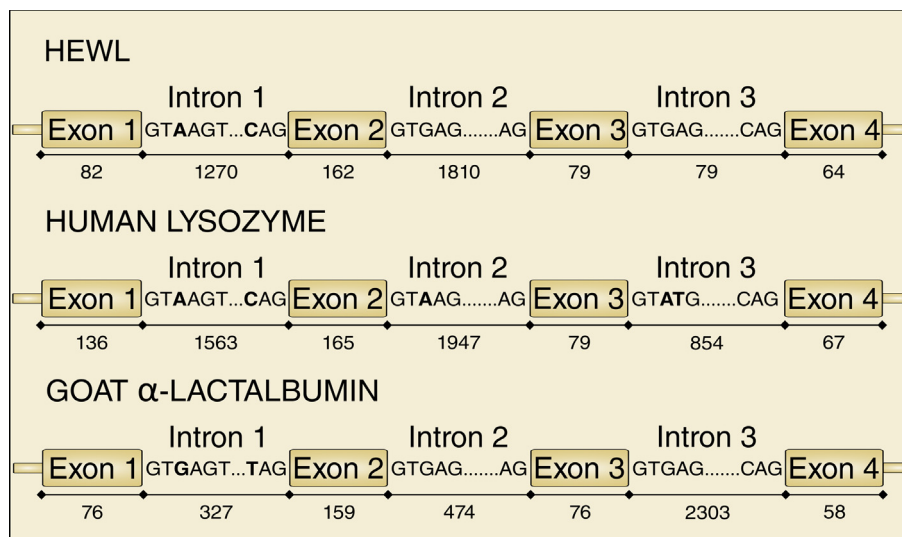 HEWL
Intron 1 Intron 2 Intron 3
Exon 1 GTAAGT...CAG Exon 2 GTGAG.......AG Exon 3 GTGAG.......CAG Exon 4
82 1270 162 1810 79 79 64
HUMAN LYSOZYME
Intron 1 Intron 2 Intron 3
Exon 1 GTAAGT...CAG Exon 2 GTAAG.......AG Exon 3 GTATG.......CAG Exon 4
136 1563 165 1947 79 854 67
GOAT α-LACTALBUMIN
Intron 1 Intron 2 Intron 3
Exon 1 GTGAGT...TAG Exon 2 GTGAG.......AG Exon 3 GTGAG.......CAG Exon 4
76 327 159 474 76 2303 58